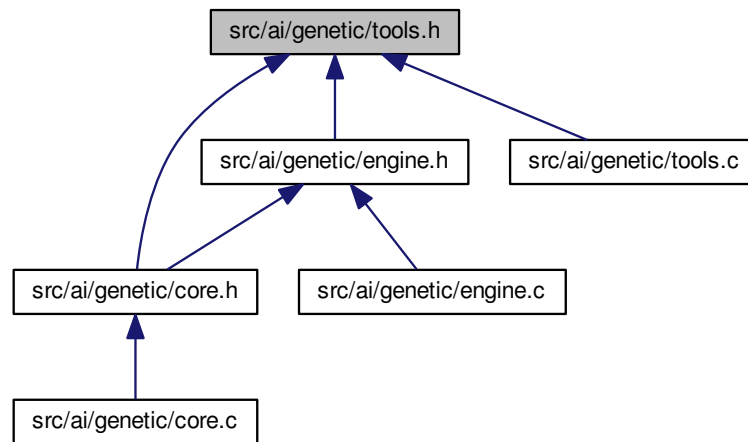 src/ai/genetic/tools.h
src/ai/genetic/engine.h
src/ai/genetic/tools.c
src/ai/genetic/core.h
src/ai/genetic/engine.c
src/ai/genetic/core.c